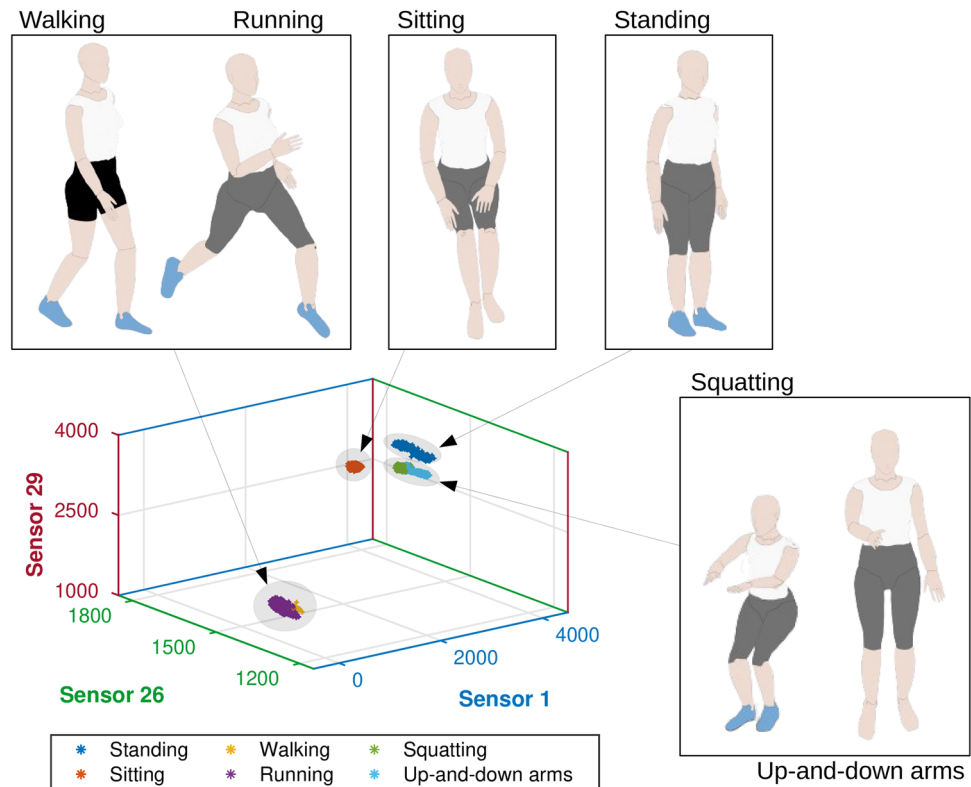 Walking Running Sitting Standing
Squatting
4000
2500
1000
Sensor 29
1800
1500
1200
Sensor 26
0
2000
4000
Sensor 1
Up-and-down arms
Standing Walking Squatting
Sitting Running Up-and-down arms